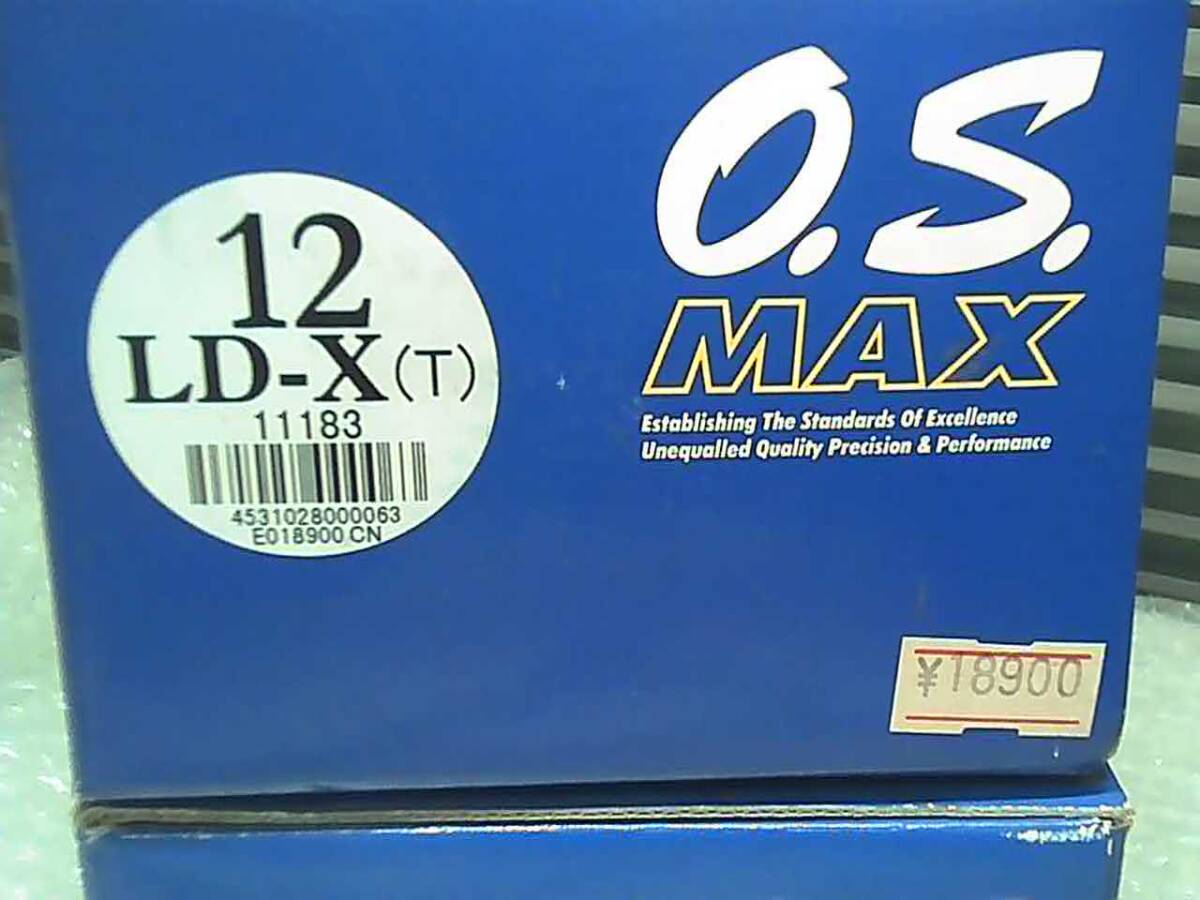 12
LD-X(T)
11183
4531028000063
E018900 CN
O.S.
MAX
Establishing The Standards Of Excellence
Unequalled Quality Precision & Performance
¥18900